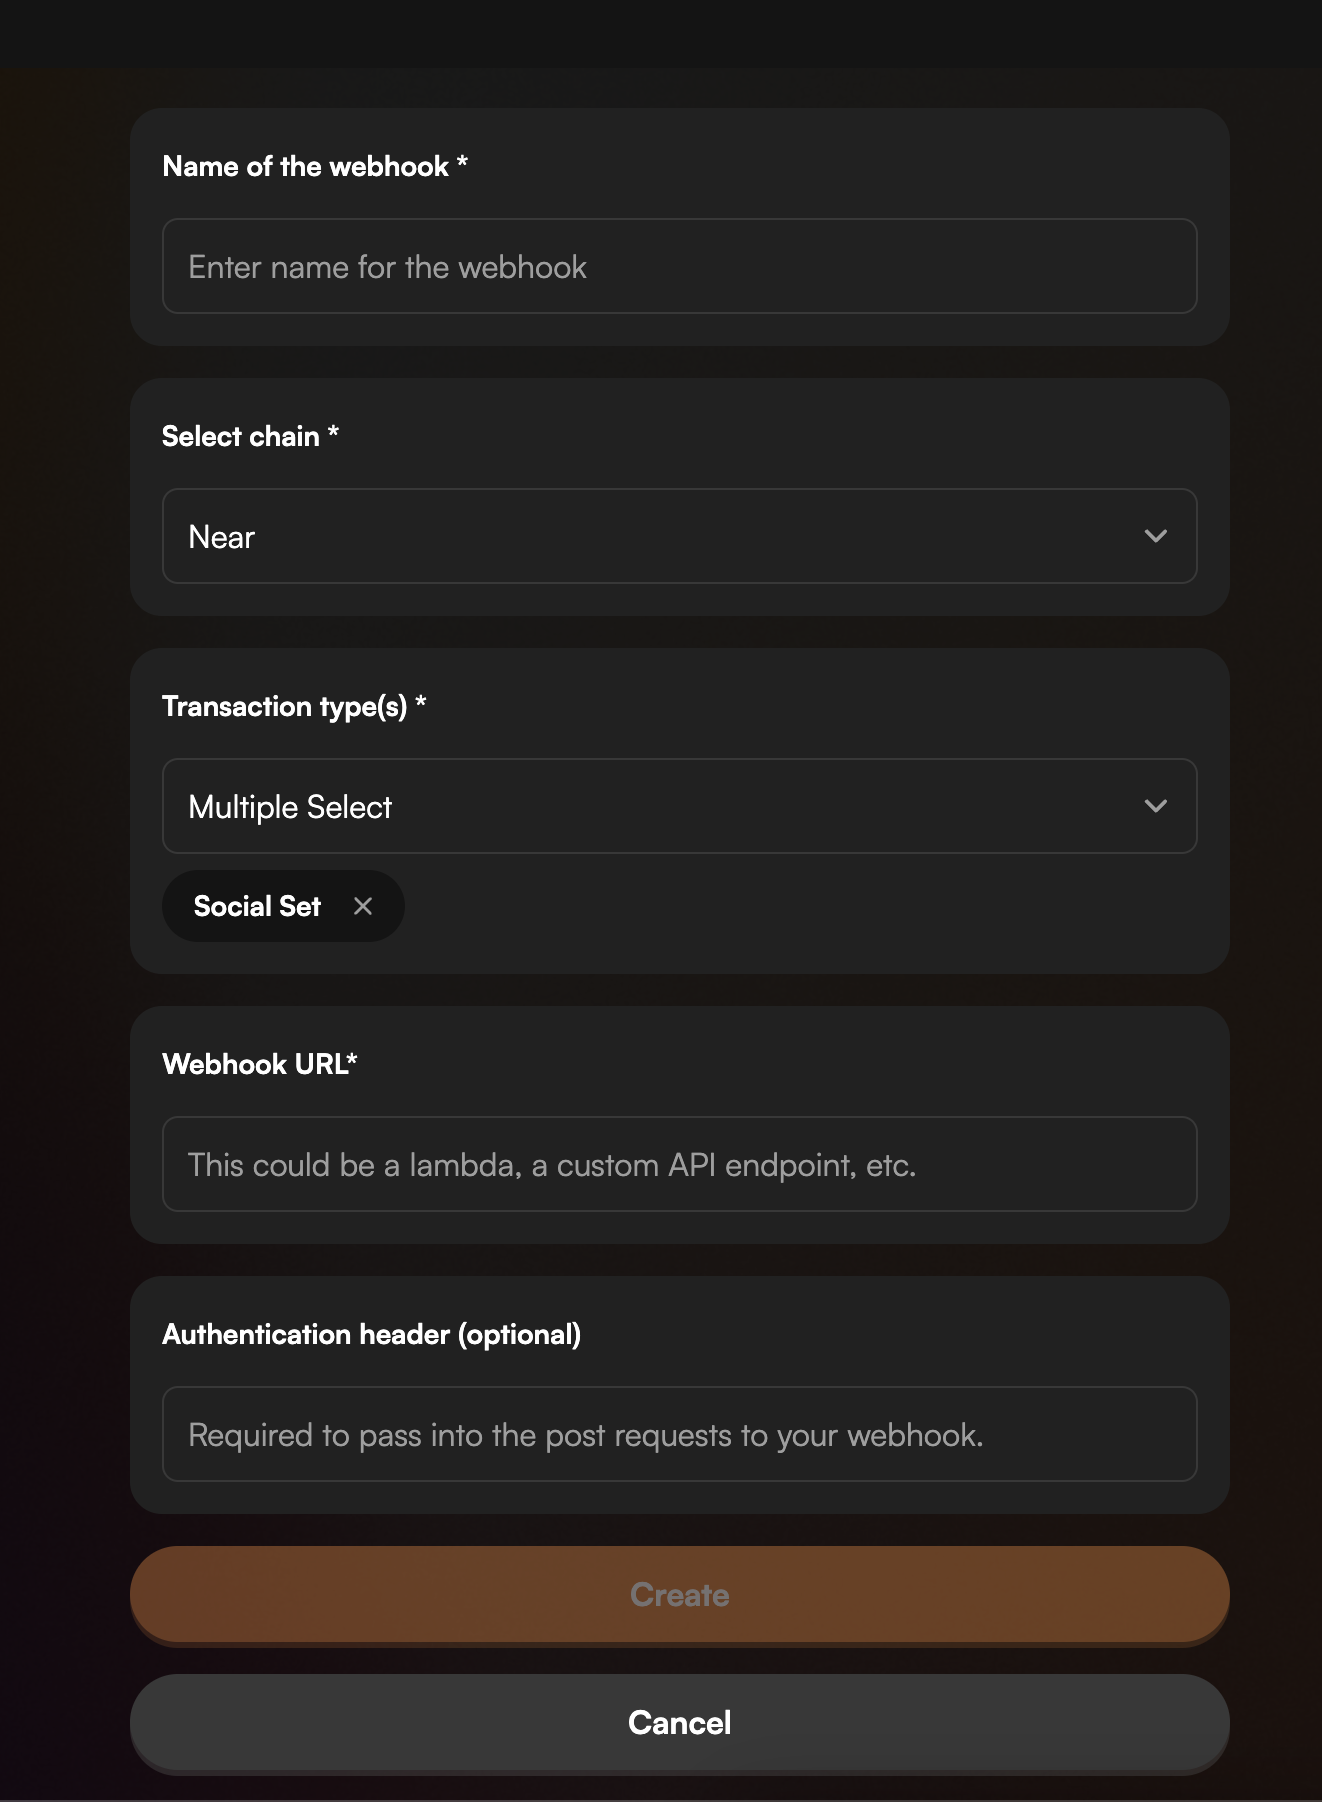 Name of the webhook *
Enter name for the webhook
Select chain *
Near
Transaction type(s) *
Multiple Select
Social Set
Webhook URL*
This could be a lambda, a custom API endpoint, etc.
Authentication header (optional)
Required to pass into the post requests to your webhook.
Create
Cancel